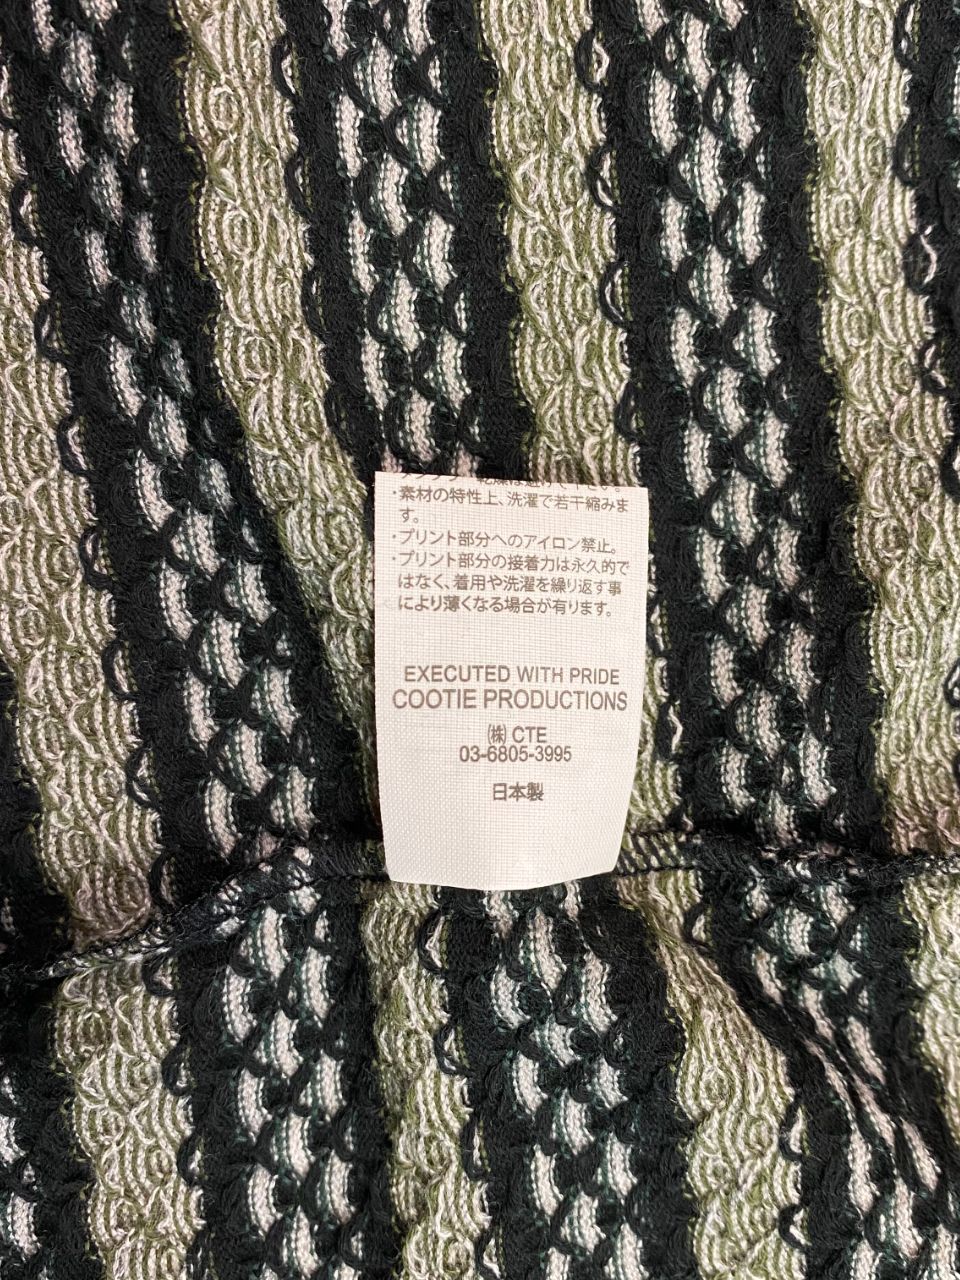 ・素材の特性上、洗濯で若干縮みま
す。
・プリント部分へのアイロン禁止。
・プリント部分の接着力は永久的で
はなく、着用や洗濯を繰り返す事
により薄くなる場合が有ります。
EXECUTED WITH PRIDE
COOTIE PRODUCTIONS
㈱ CTE
03-6805-3995
日本製